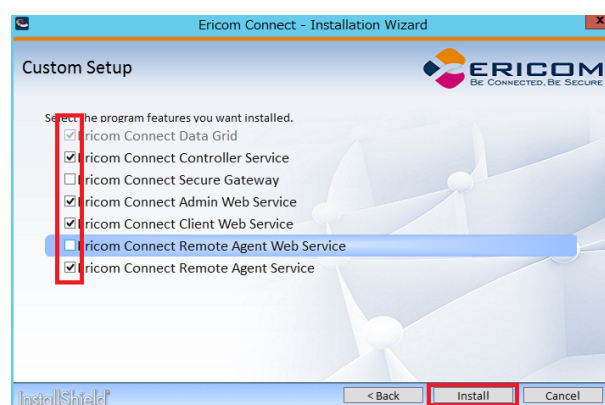 Ericom Connect - Installation Wizard
x
Custom Setup
ERICOM
BE CONNECTED, BE SECURE
Select the program features you want installed.
Ericom Connect Data Grid
Ericom Connect Controller Service
Ericom Connect Secure Gateway
Ericom Connect Admin Web Service
Ericom Connect Client Web Service
Ericom Connect Remote Agent Web Service
Ericom Connect Remote Agent Service
InstallShield
< Back
Install
Cancel